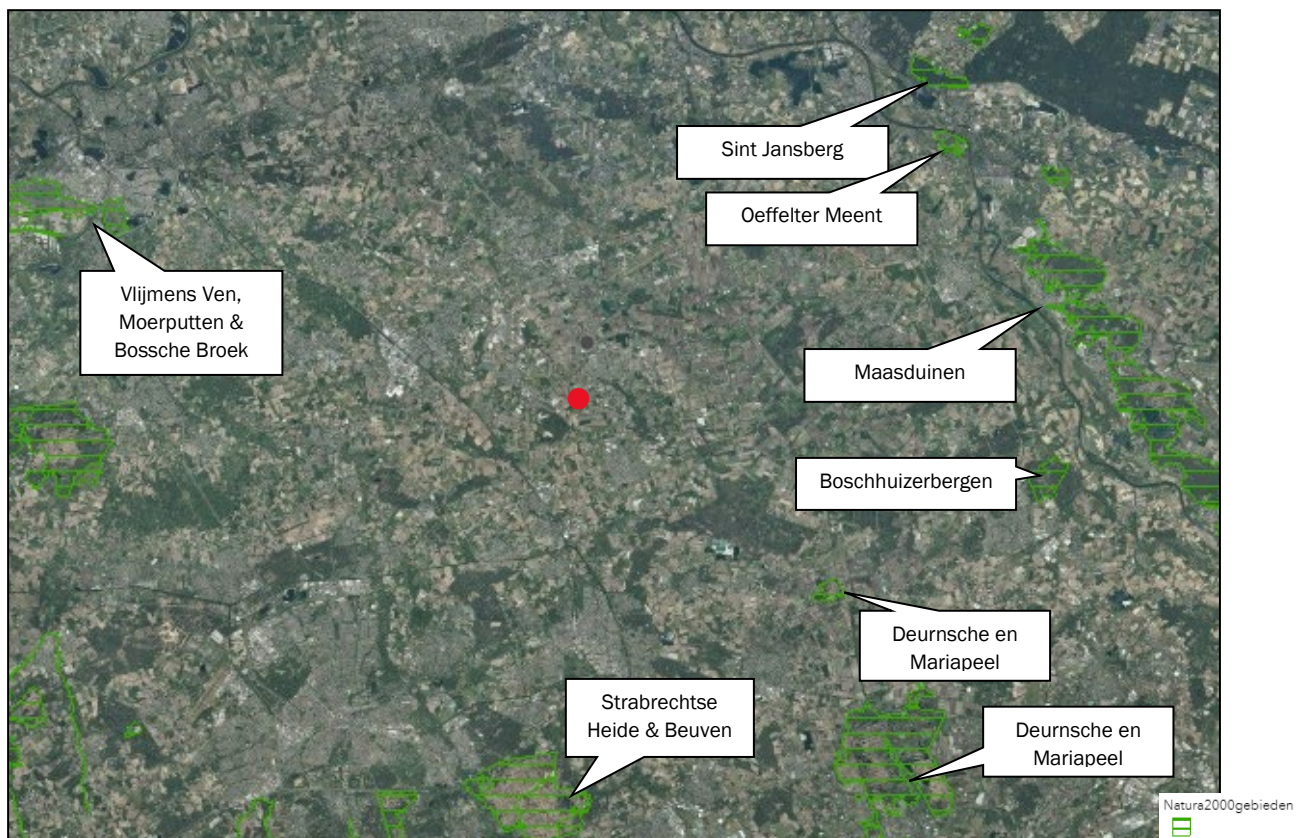 Sint Jansberg
Oeffelter Meent
Vlijmens Ven,
Moerputten &
Bossche Broek
Maasduinen
Boschhuizerbergen
Deurnsche en
Mariapeel
Strabrechtse
Heide & Beuven
Deurnsche en
Mariapeel
Natura2000gebieden